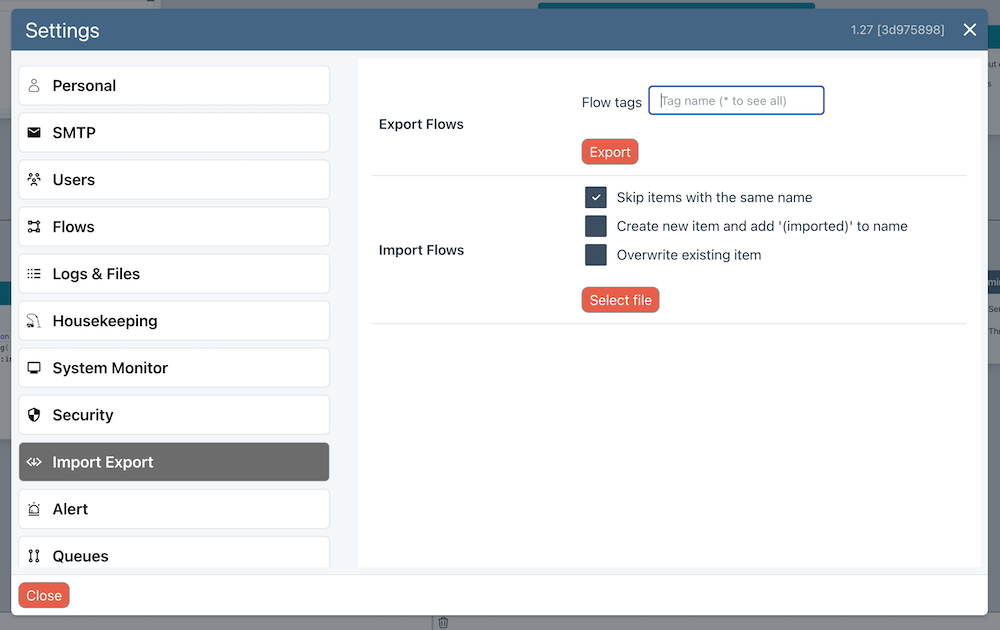 Settings
1.27 [3d975898]
Personal
SMTP
Users
Flows
Logs & Files
Housekeeping
System Monitor
Security
Import Export
Alert
Queues
Export Flows
Flow tags
Tag name (* to see all)
Export
Import Flows
Skip items with the same name
Create new item and add '(imported)' to name
Overwrite existing item
Select file
Close